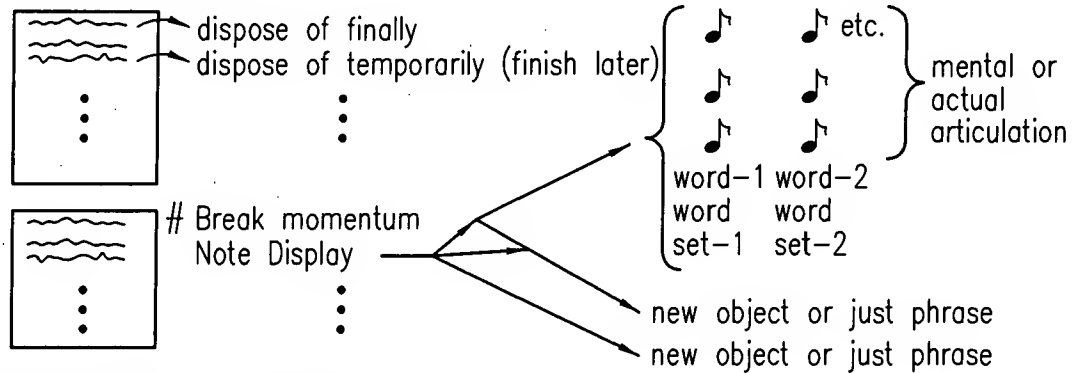 dispose of finally
dispose of temporarily (finish later)
etc.
mental or
actual
articulation
word-1 word-2
word word
set-1 set-2
# Break momentum
Note Display
new object or just phrase
new object or just phrase